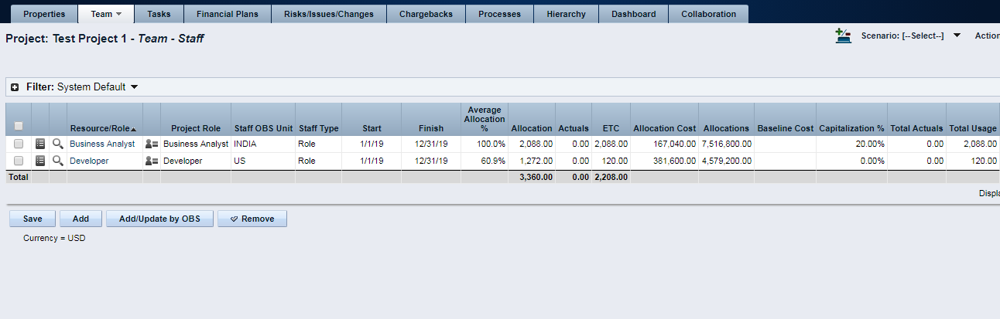 Properties Team Tasks Financial Plans Risks/Issues/Changes Chargebacks Processes Hierarchy Dashboard Collaboration
Project: Test Project 1 - Team - Staff
Scenario: [--Select--] Action
Filter: System Default
Resource/Role Project Role Staff OBS Unit Staff Type Start Finish Average Allocation % Allocation Actuals ETC Allocation Cost Allocations Baseline Cost Capitalization % Total Actuals Total Usage
Business Analyst Business Analyst INDIA Role 1/1/19 12/31/19 100.0% 2,088.00 0.00 2,088.00 167,040.00 7,516,800.00 20.00% 0.00 2,088.00
Developer Developer US Role 1/1/19 12/31/19 60.9% 1,272.00 0.00 120.00 381,600.00 4,579,200.00 0.00% 0.00 120.00
Total 3,360.00 0.00 2,208.00
Displa
Save Add Add/Update by OBS Remove
Currency = USD